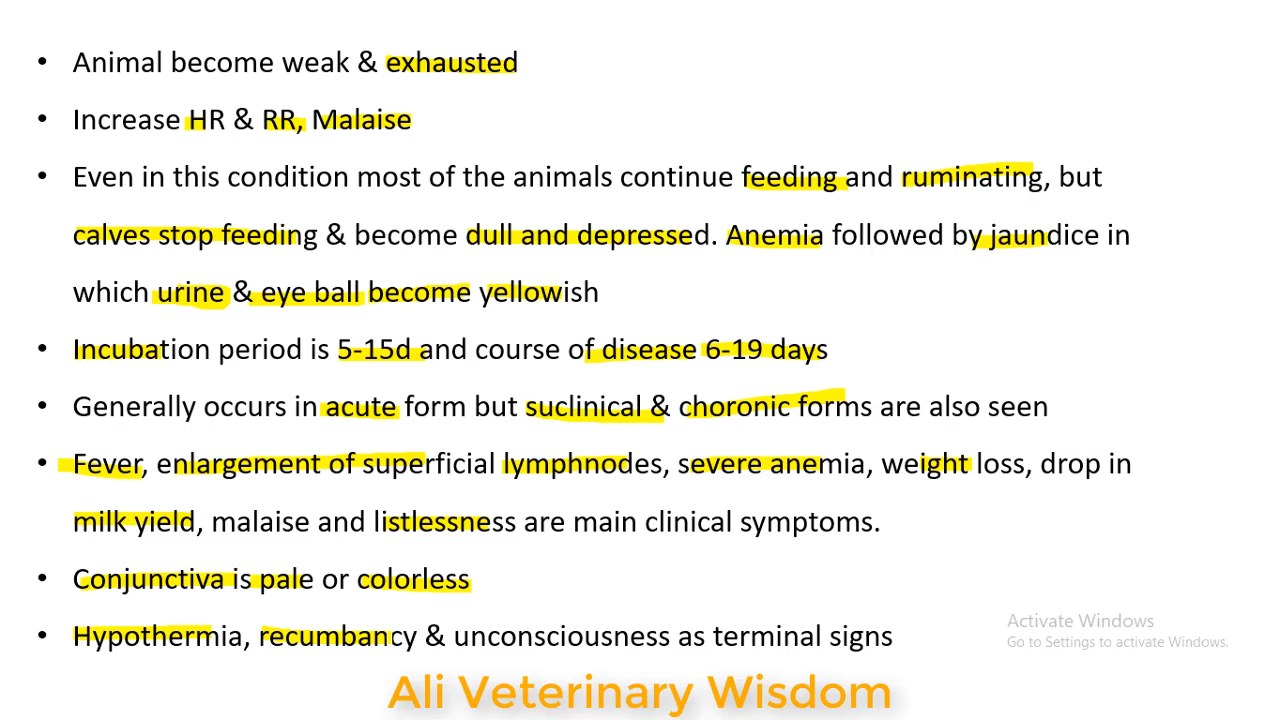 • Animal become weak & exhausted
• Increase HR & RR, Malaise
• Even in this condition most of the animals continue feeding and ruminating, but
calves stop feeding & become dull and depressed. Anemia followed by jaundice in
which urine & eye ball become yellowish
• Incubation period is 5-15d and course of disease 6-19 days
• Generally occurs in acute form but suclinical & choronic forms are also seen
• Fever, enlargement of superficial lymphnodes, severe anemia, weight loss, drop in
milk yield, malaise and listlessness are main clinical symptoms.
• Conjunctiva is pale or colorless
• Hypothermia, recumbancy & unconsciousness as terminal signs
Activate Windows
Go to Settings to activate Windows.
Ali Veterinary Wisdom